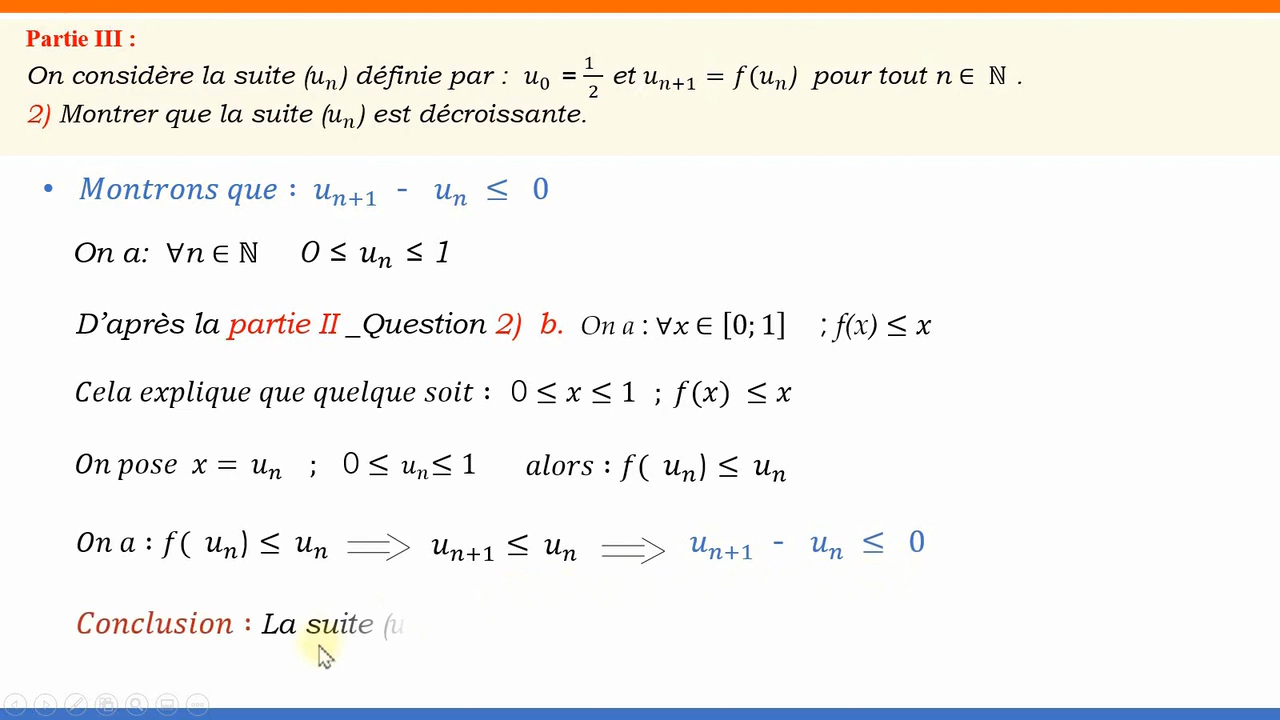 Partie III :
On considère la suite (uₙ) définie par : u₀ = 1/2 et uₙ₊₁ = f(uₙ) pour tout n ∈ ℕ .
2) Montrer que la suite (uₙ) est décroissante.
• Montrons que : uₙ₊₁ - uₙ ≤ 0
On a: ∀n ∈ ℕ 0 ≤ uₙ ≤ 1
D’après la partie II _Question 2) b. On a : ∀x ∈ [0; 1] ; f(x) ≤ x
Cela explique que quelque soit : 0 ≤ x ≤ 1 ; f(x) ≤ x
On pose x = uₙ ; 0 ≤ uₙ ≤ 1 alors : f( uₙ) ≤ uₙ
On a : f( uₙ) ≤ uₙ ⟹ uₙ₊₁ ≤ uₙ ⟹ uₙ₊₁ - uₙ ≤ 0
Conclusion : La suite (u